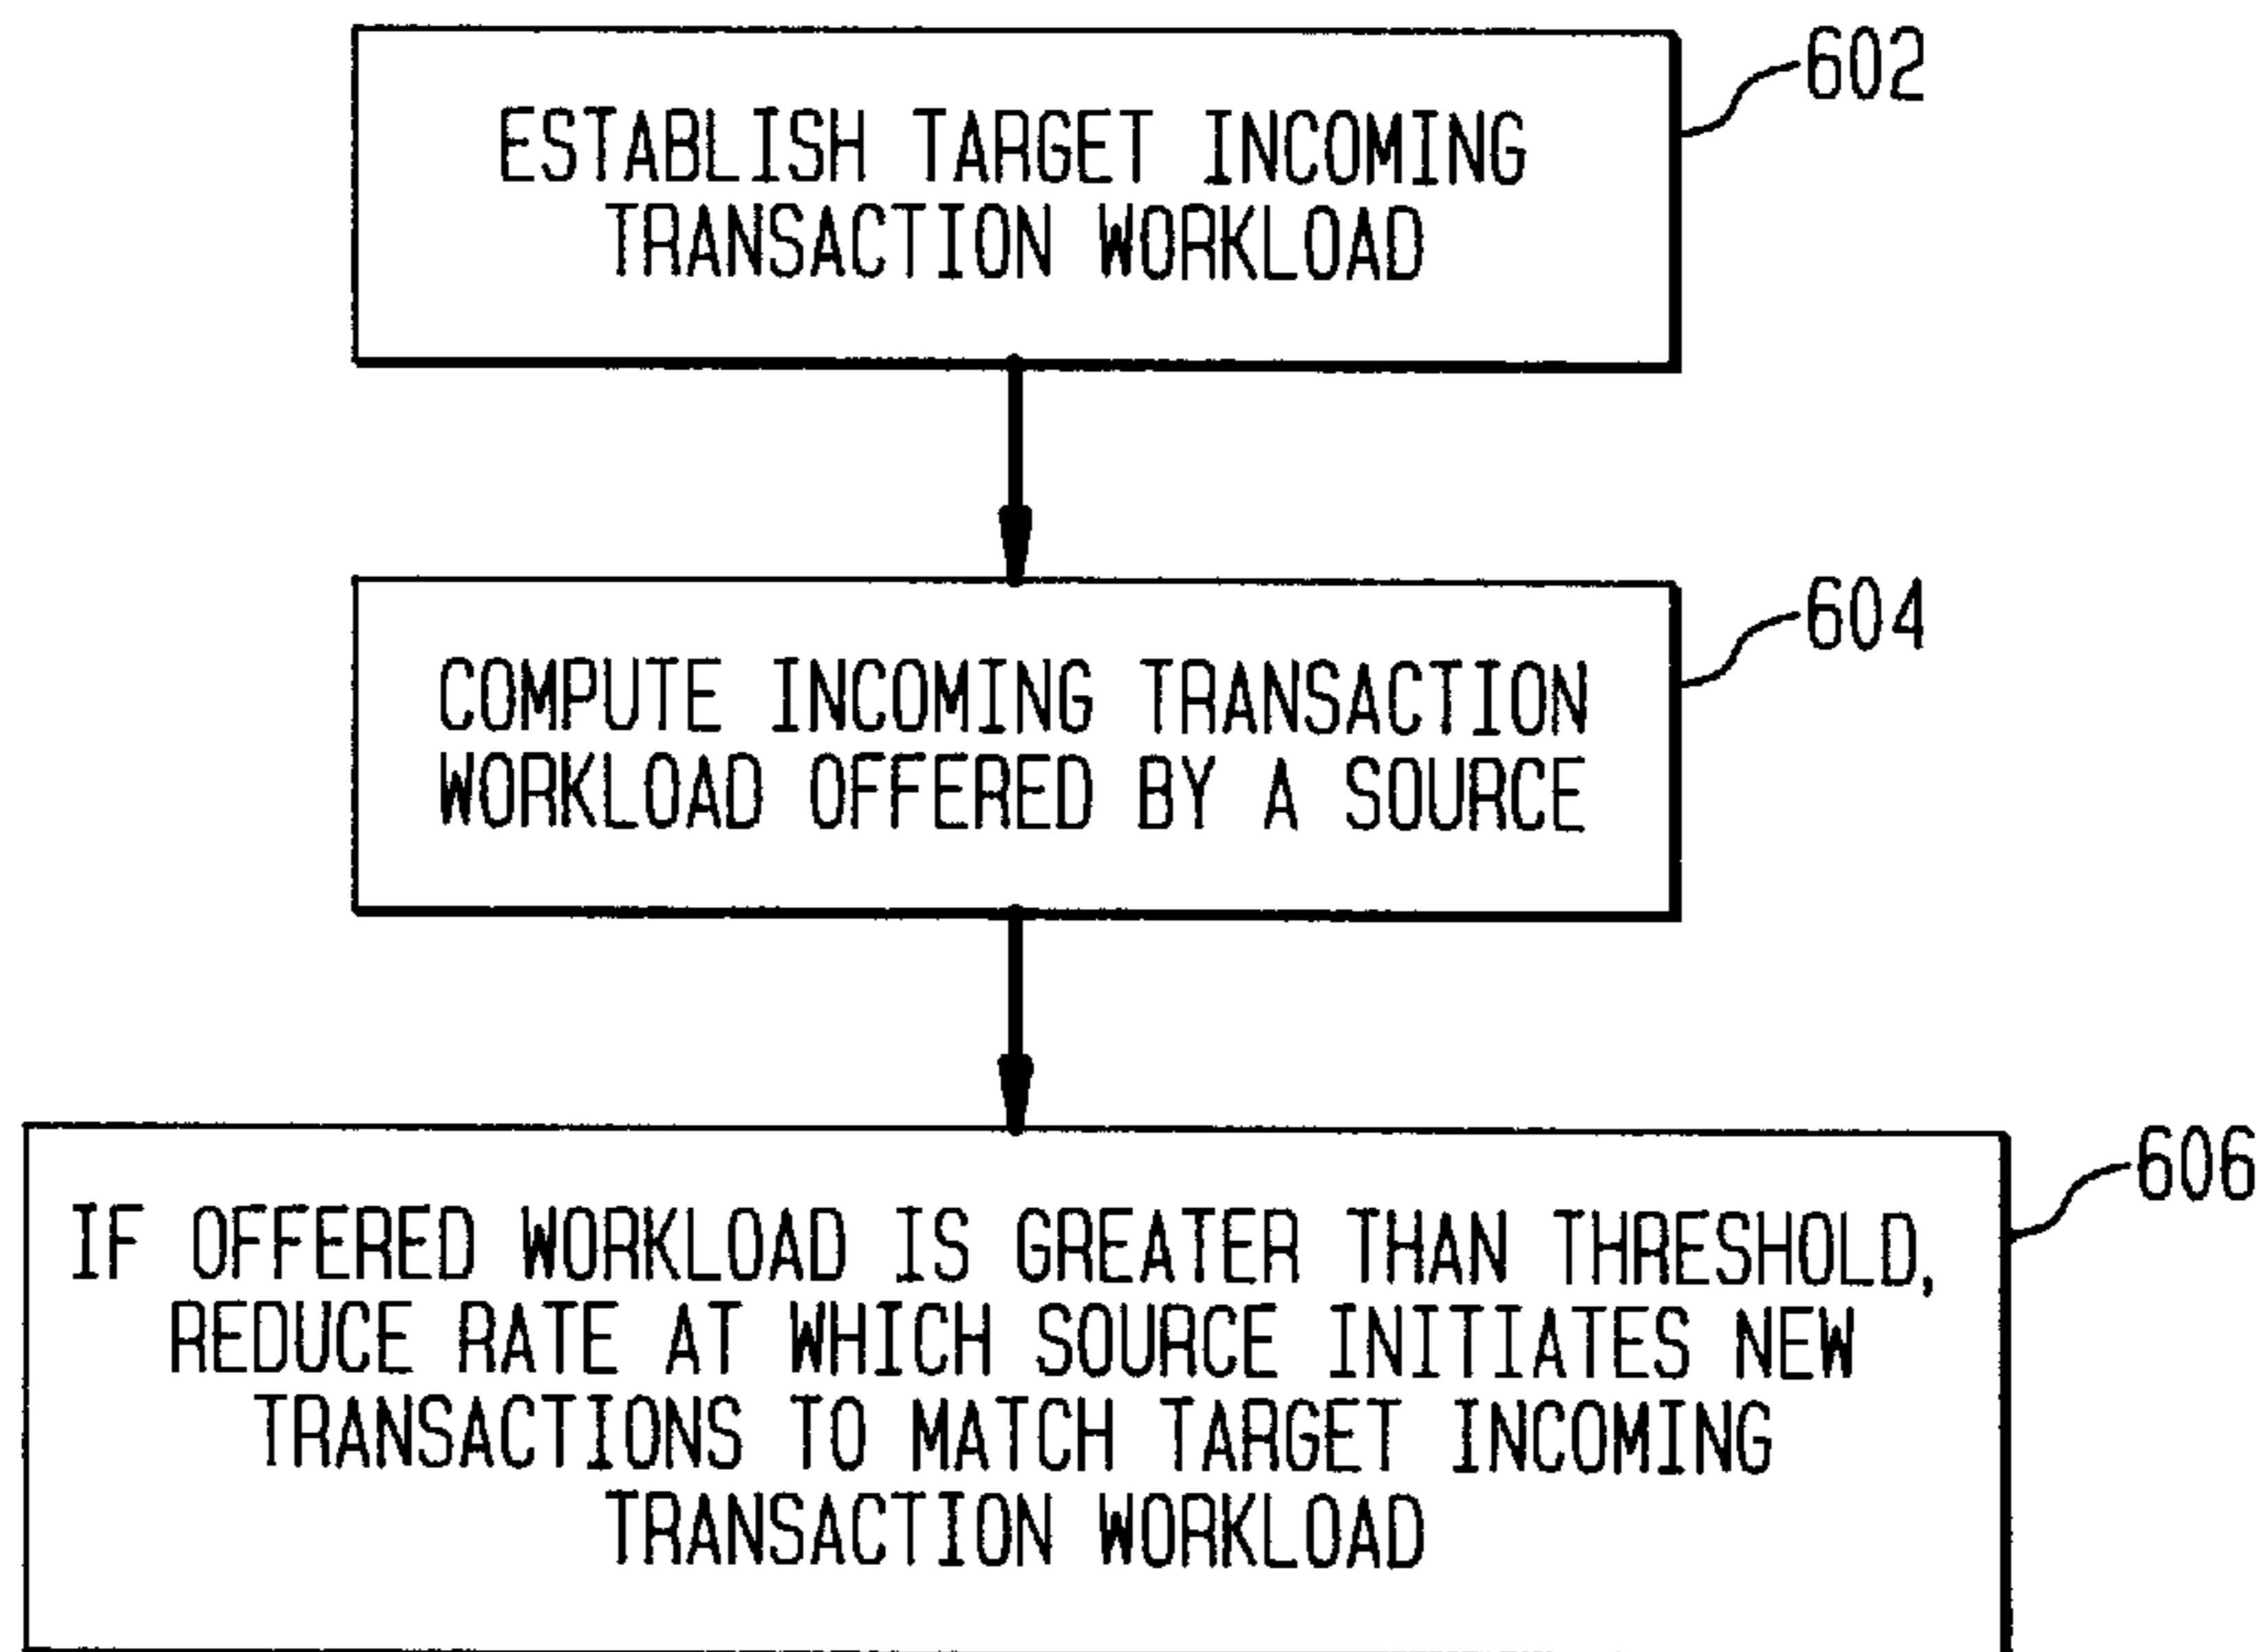 602
ESTABLISH TARGET INCOMING
TRANSACTION WORKLOAD
604
COMPUTE INCOMING TRANSACTION
WORKLOAD OFFERED BY A SOURCE
606
IF OFFERED WORKLOAD IS GREATER THAN THRESHOLD,
REDUCE RATE AT WHICH SOURCE INITIATES NEW
TRANSACTIONS TO MATCH TARGET INCOMING
TRANSACTION WORKLOAD